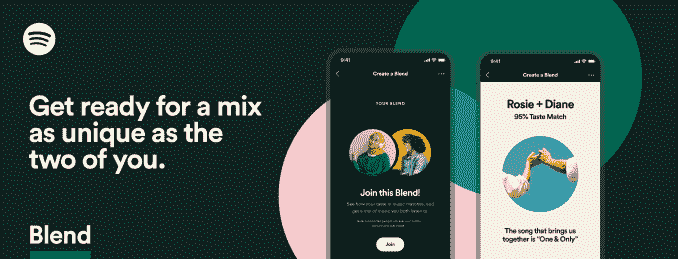 Get ready for a mix
as unique as the
two of you.
Blend
9:41
Create a Blend
YOUR BLEND
Join this Blend!
Join
9:41
Create a Blend
Rosie + Diane
95% Taste Match
The song that brings us
together is "One & Only"